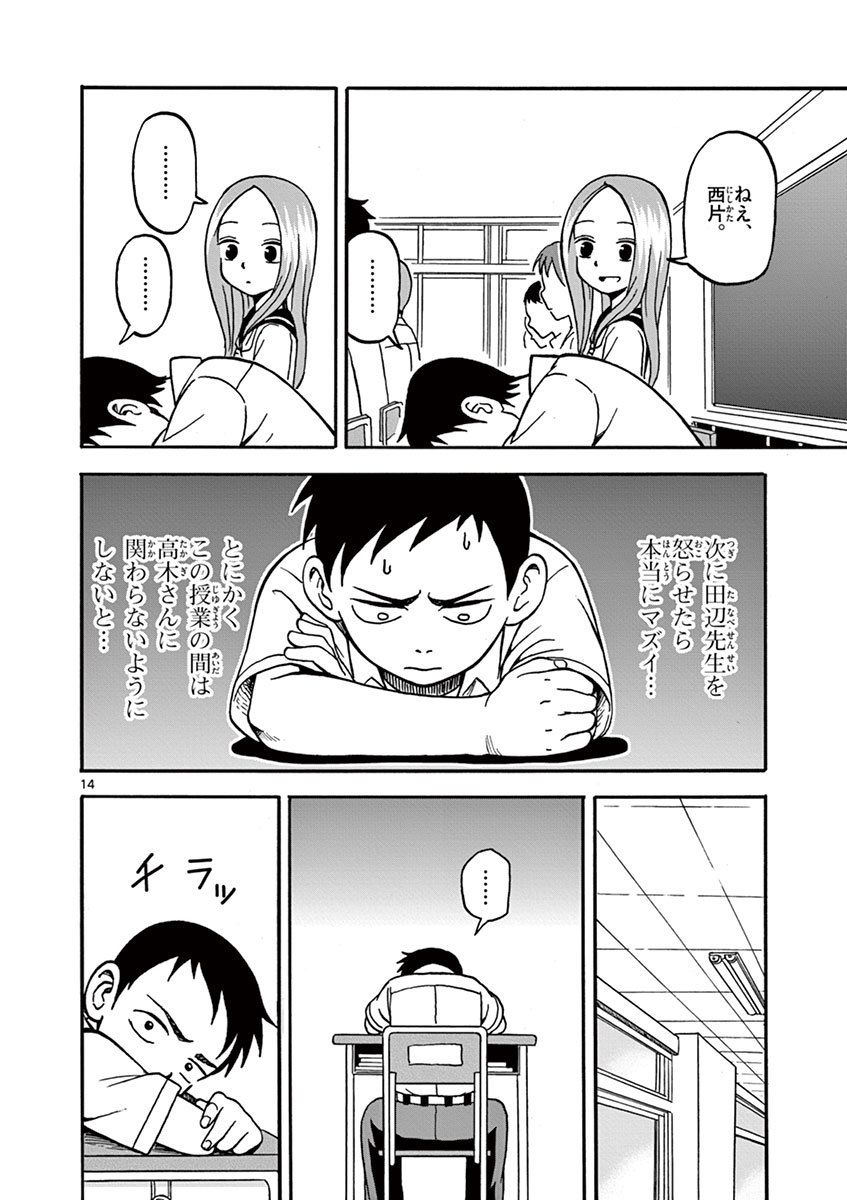 ねえ、
西片。
………
………
次に田辺先生を
怒らせたら
本当にマズイ…
とにかく
この授業の間は
高木さんに
関わらないように
しないと…
14
……
チラッ